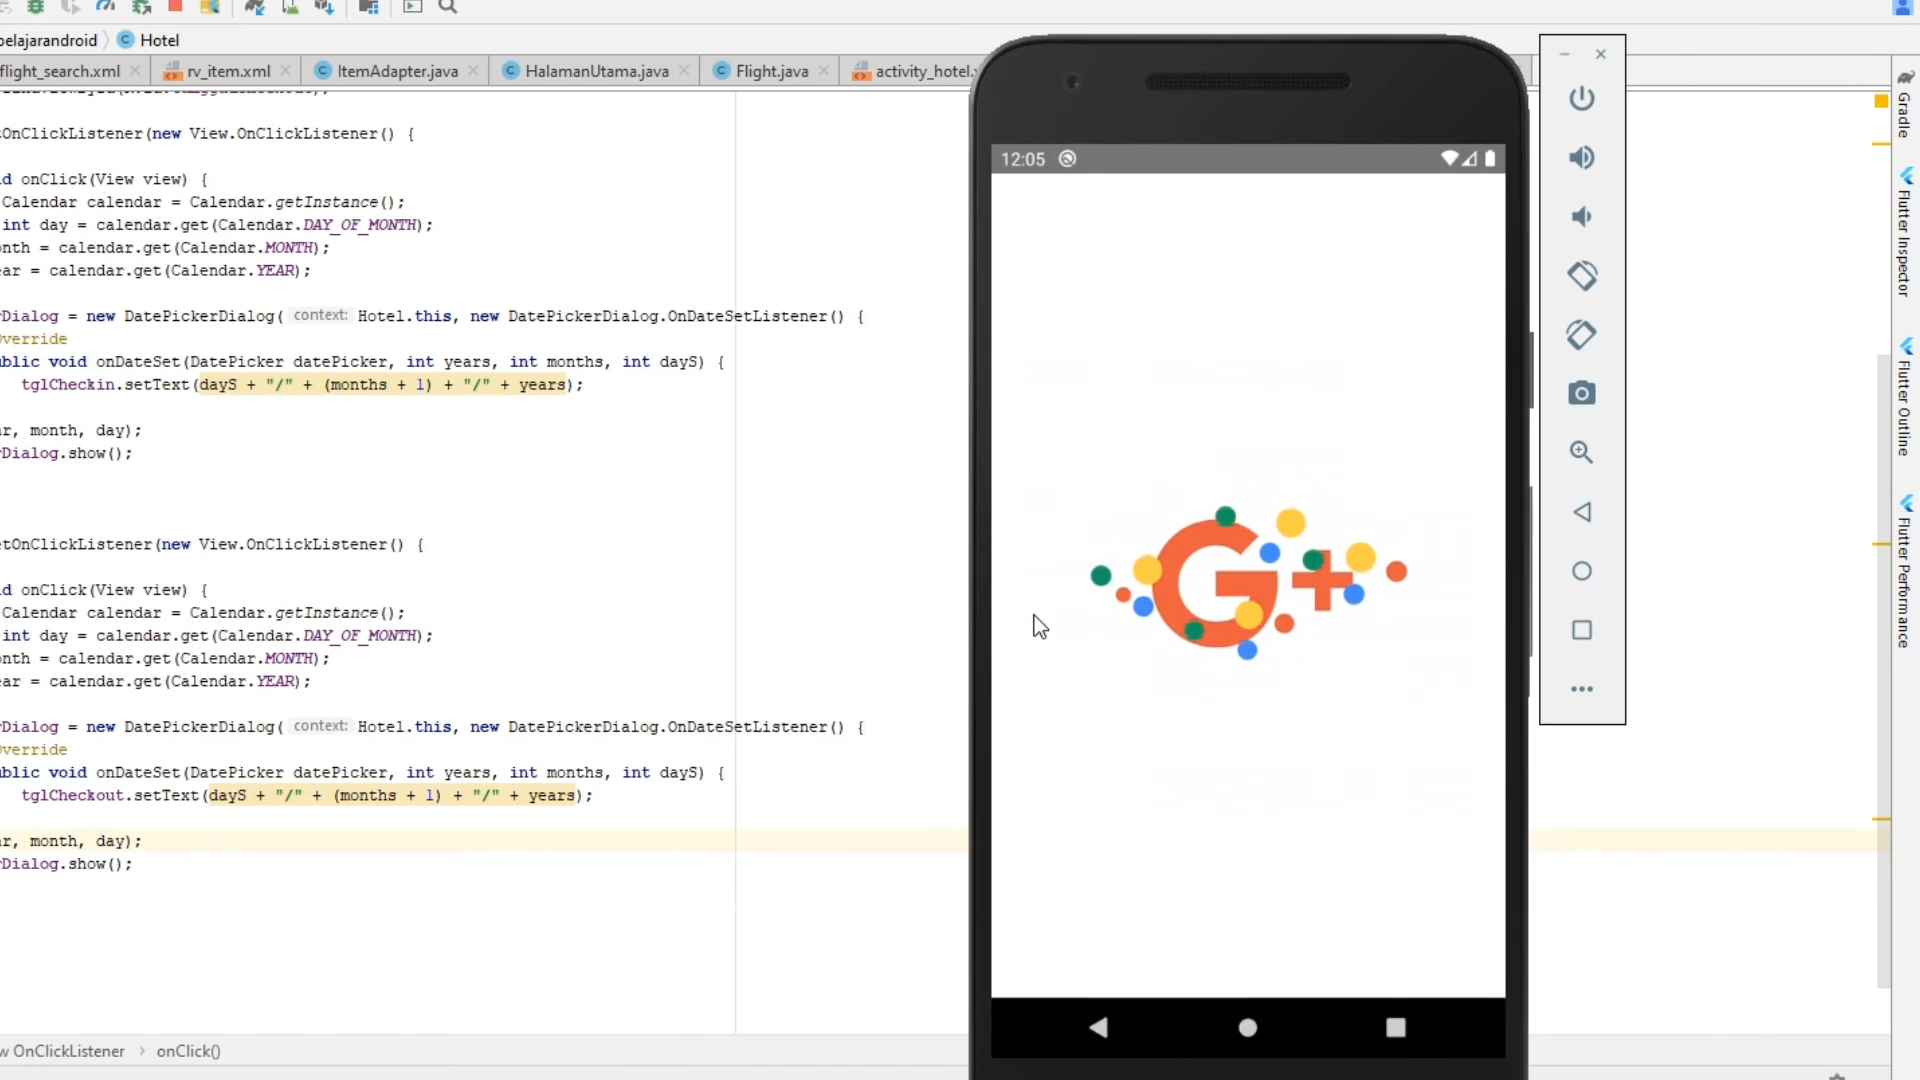 belajarandroid
Hotel
flight_search.xml
rv_item.xml
ItemAdapter.java
HalamanUtama.java
Flight.java
activity_hotel.
OnClickListener(new View.OnClickListener() {
d onClick(View view) {
Calendar calendar = Calendar.getInstance();
int day = calendar.get(Calendar.DAY_OF_MONTH);
nth = calendar.get(Calendar.MONTH);
ar = calendar.get(Calendar.YEAR);
Dialog = new DatePickerDialog( context: Hotel.this, new DatePickerDialog.OnDateSetListener() {
verride
blic void onDateSet(DatePicker datePicker, int years, int months, int dayS) {
tglCheckin.setText(dayS + "/" + (months + 1) + "/" + years);
r, month, day);
Dialog.show();
tOnClickListener(new View.OnClickListener() {
d onClick(View view) {
Calendar calendar = Calendar.getInstance();
int day = calendar.get(Calendar.DAY_OF_MONTH);
nth = calendar.get(Calendar.MONTH);
ar = calendar.get(Calendar.YEAR);
Dialog = new DatePickerDialog( context: Hotel.this, new DatePickerDialog.OnDateSetListener() {
verride
blic void onDateSet(DatePicker datePicker, int years, int months, int dayS) {
tglCheckout.setText(dayS + "/" + (months + 1) + "/" + years);
r, month, day);
Dialog.show();
w OnClickListener › onClick()
12:05
G+
Gradle
Flutter Inspector
Flutter Outline
Flutter Performance